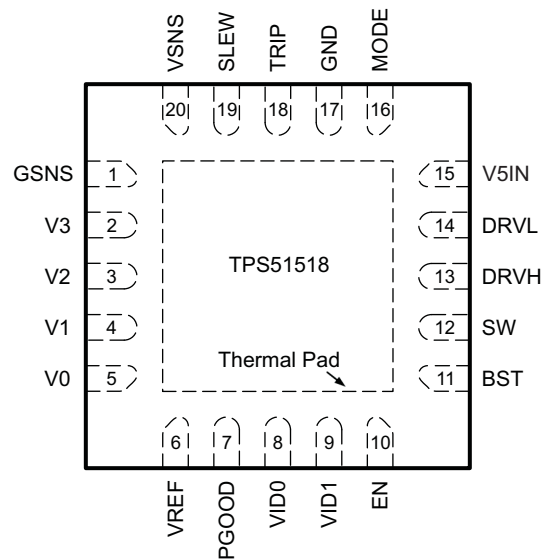 VSNS
SLEW
TRIP
GND
MODE
20
19
18
17
16
GSNS 1
15 V5IN
V3 2
14 DRVL
TPS51518
V2 3
13 DRVH
V1 4
12 SW
Thermal Pad
V0 5
11 BST
6
7
8
9
10
VREF
PGOOD
VID0
VID1
EN